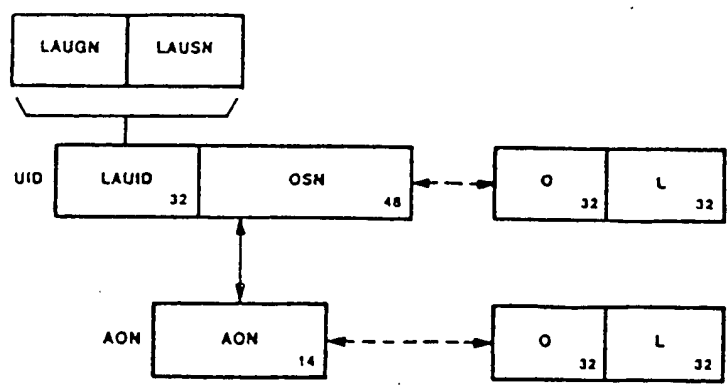 LAUGN LAUSN
UID LAUID 32 OSN 48 O 32 L 32
AON AON 14 O 32 L 32